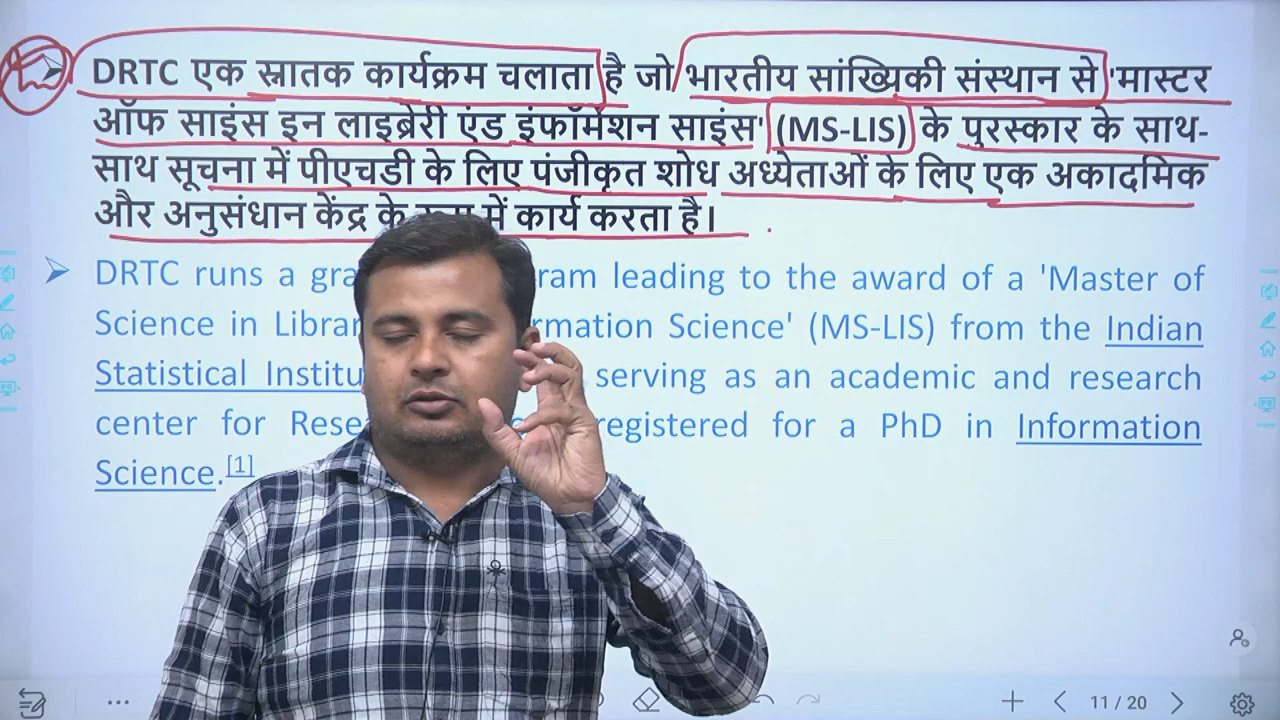 DRTC एक स्नातक कार्यक्रम चलाता है जो भारतीय सांख्यिकी संस्थान से 'मास्टर
ऑफ साइंस इन लाइब्रेरी एंड इंफॉर्मेशन साइंस' (MS-LIS) के पुरस्कार के साथ-
साथ सूचना में पीएचडी के लिए पंजीकृत शोध अध्येताओं के लिए एक अकादमिक
और अनुसंधान केंद्र के में कार्य करता है।
DRTC runs a gra ram leading to the award of a 'Master of
Science in Librar rmation Science' (MS-LIS) from the Indian
Statistical Institu serving as an academic and research
center for Rese registered for a PhD in Information
Science.[1]
11 / 20